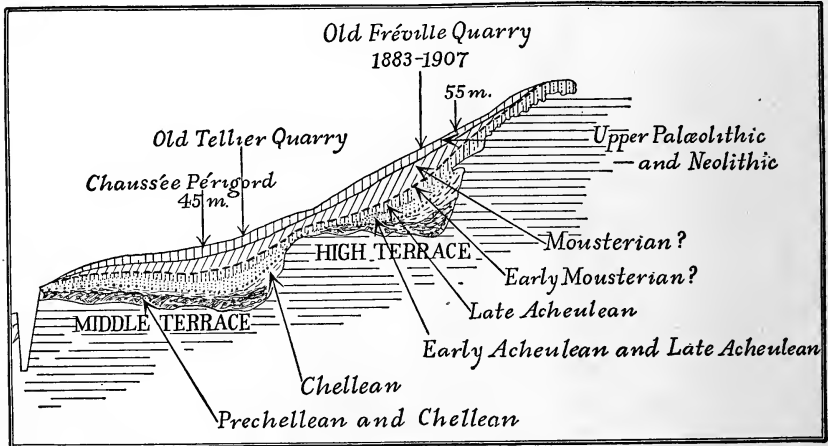 Old Fréville Quarry
1883-1907
55 m.
Old Tellier Quarry
Upper Palæolithic
— and Neolithic
Chaussée Périgord
45 m.
HIGH TERRACE
Mousterian ?
Early Mousterian ?
MIDDLE TERRACE
Late Acheulean
Early Acheulean and Late Acheulean
Chellean
Prechellean and Chellean